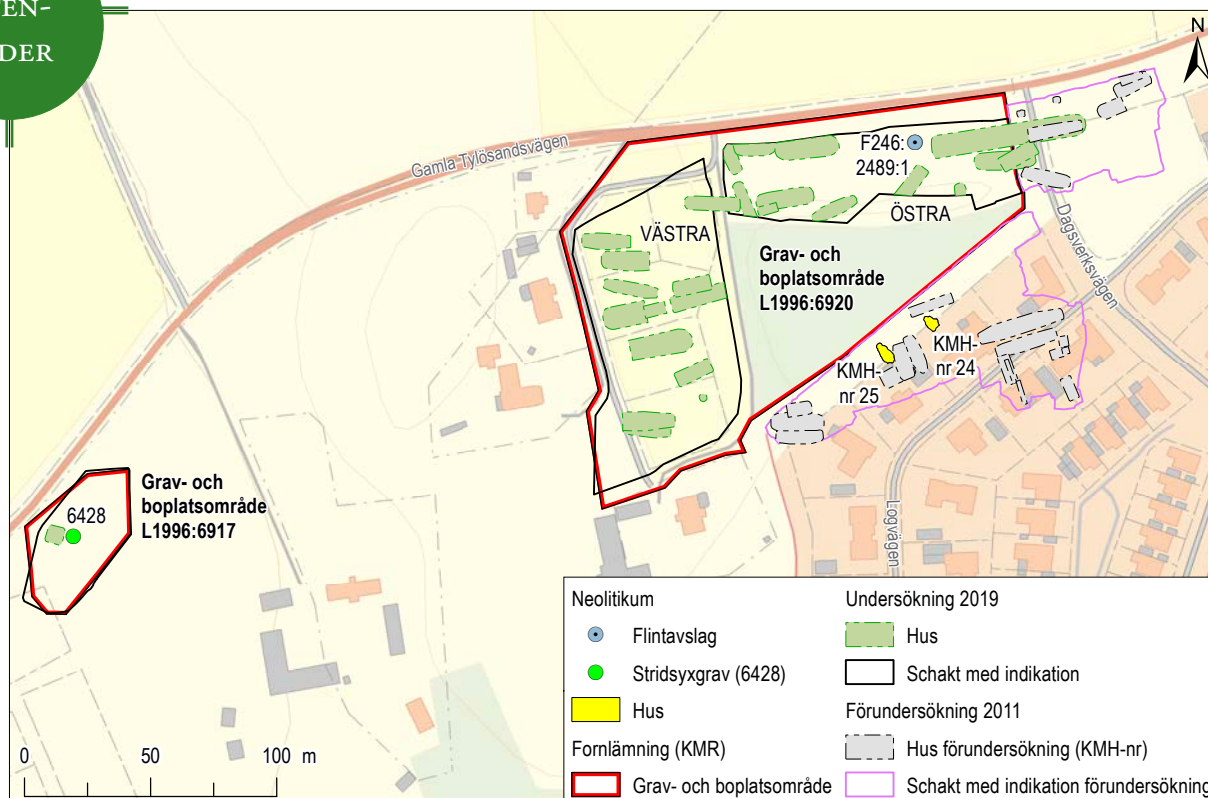 EN-
DER
N
Gamla Tylösandsvägen
F246:
2489:1
VÄSTRA
ÖSTRA
Dagsverksvägen
Grav- och
boplatsområde
L1996:6920
KMH-
nr 24
KMH-
nr 25
Logvägen
6428
Grav- och
boplatsområde
L1996:6917
0 50 100 m
Neolitikum
Flintavslag
Stridsyxgrav (6428)
Hus
Fornlämning (KMR)
Grav- och boplatsområde
Undersökning 2019
Hus
Schakt med indikation
Förundersökning 2011
Hus förundersökning (KMH-nr)
Schakt med indikation förundersökning